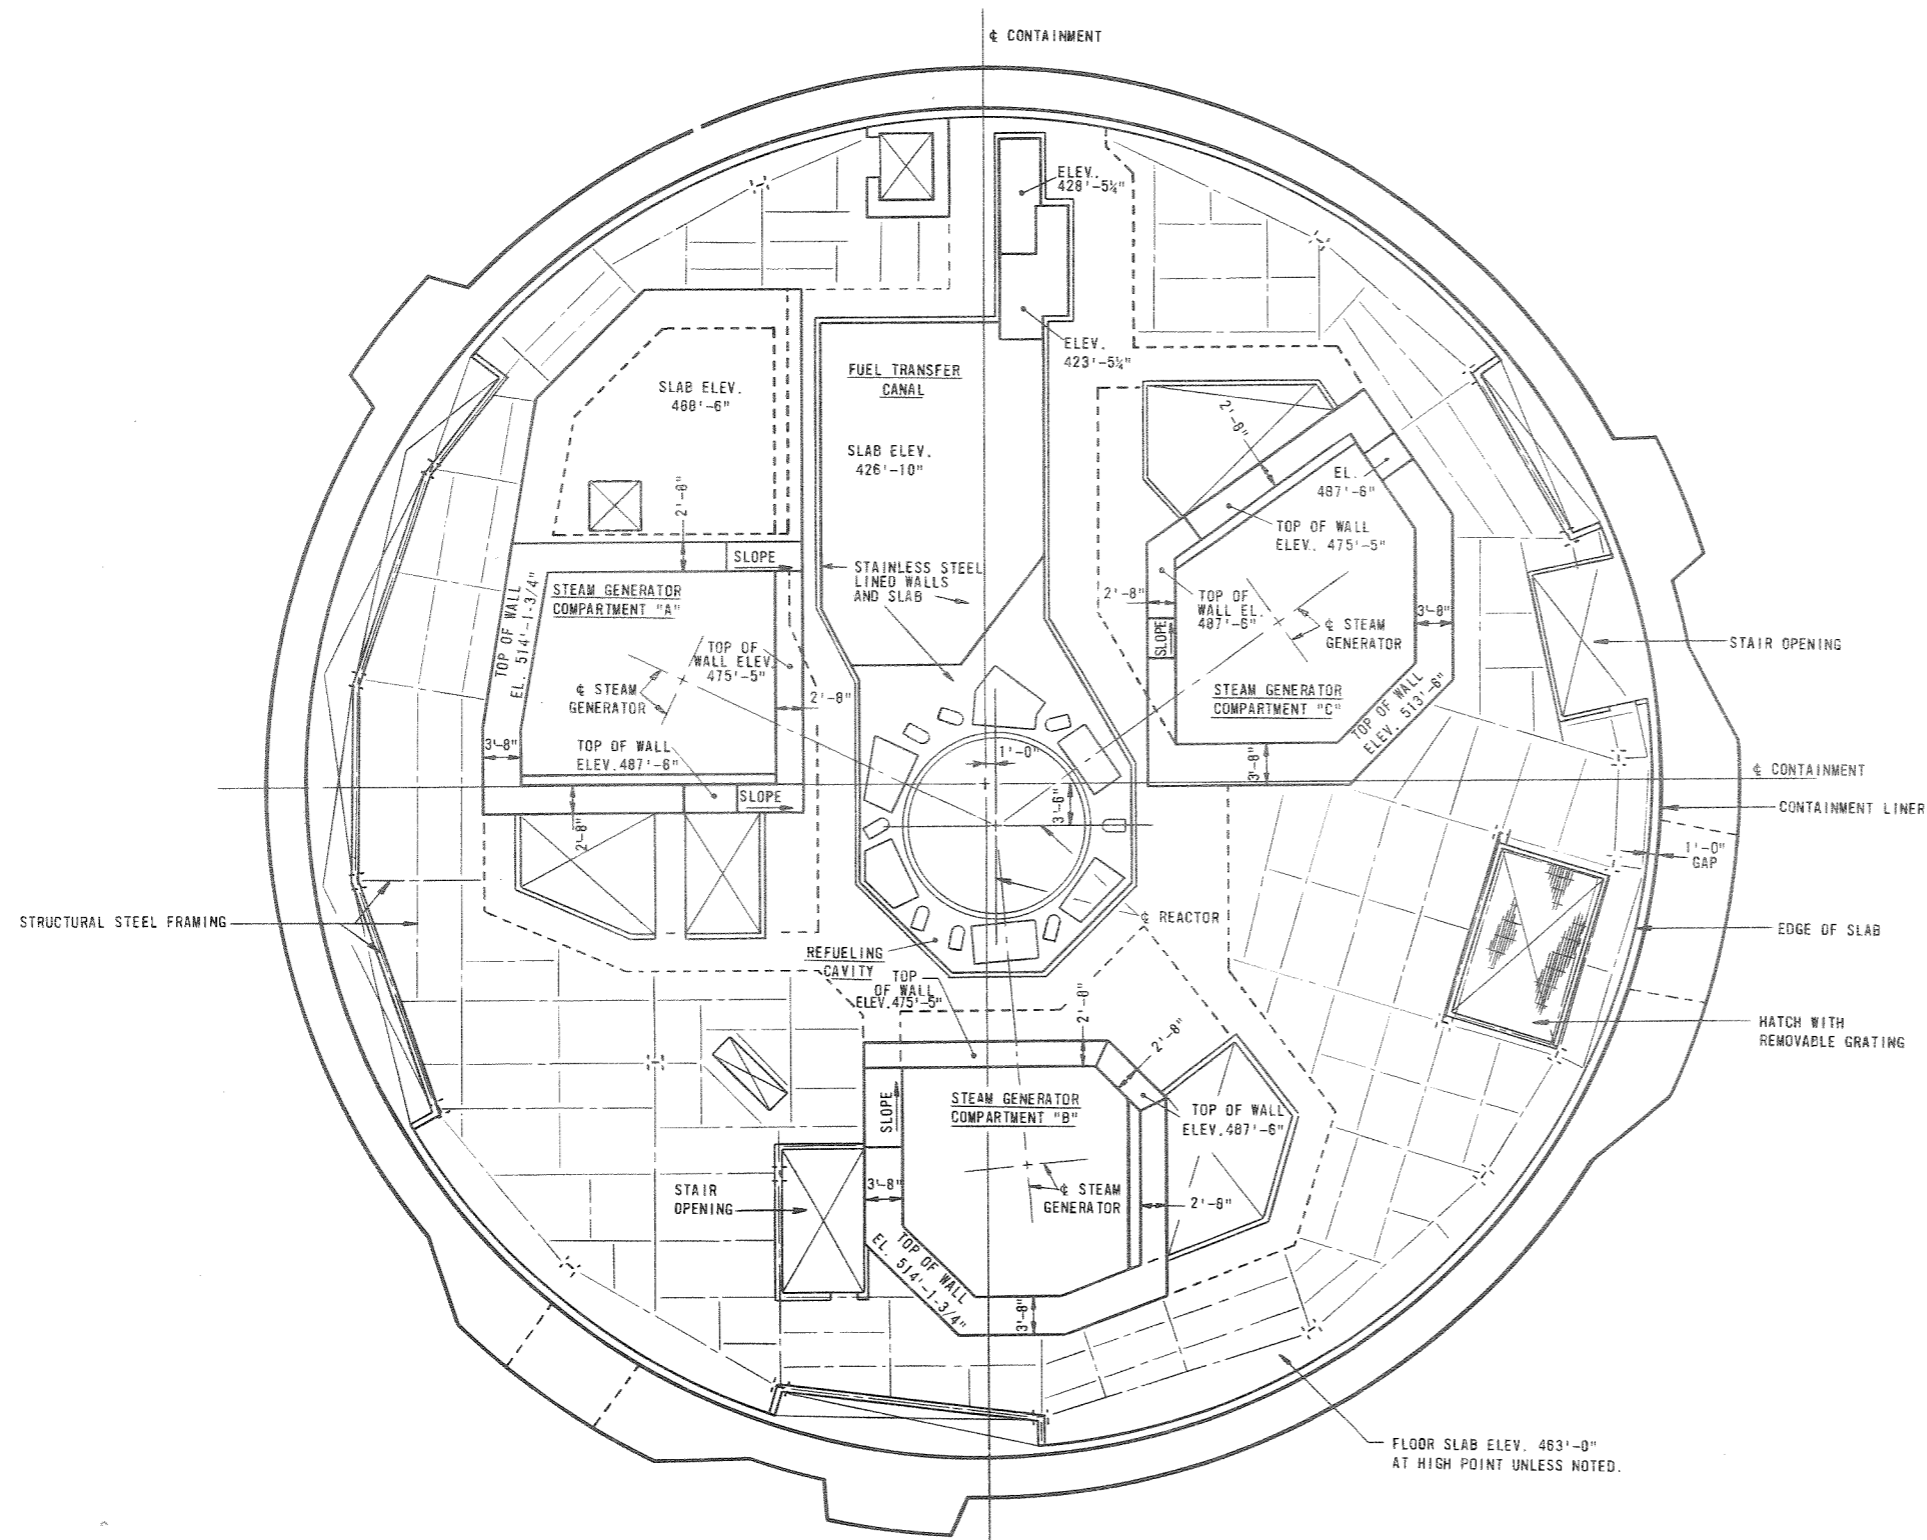 ℄ CONTAINMENT
ELEV.
428'-5¼"
ELEV.
423'-5¼"
FUEL TRANSFER
CANAL
SLAB ELEV.
426'-10"
SLAB ELEV.
468'-6"
2'-8"
SLOPE
STEAM GENERATOR
COMPARTMENT "A"
TOP OF WALL
EL. 514'-1-3/4"
TOP OF
WALL ELEV.
475'-5"
℄ STEAM
GENERATOR
2'-8"
3'-8"
TOP OF WALL
ELEV.487'-6"
SLOPE
2'-8"
STAINLESS STEEL
LINED WALLS
AND SLAB
2'-8"
EL.
487'-6"
TOP OF WALL
ELEV. 475'-5"
2'-8"
TOP OF
WALL EL.
487'-6"
SLOPE
℄ STEAM
GENERATOR
3'-8"
STEAM GENERATOR
COMPARTMENT "C"
TOP OF WALL
ELEV. 513'-6"
3'-8"
STAIR OPENING
℄ CONTAINMENT
CONTAINMENT LINER
1'-0"
GAP
1'-0"
3'-6"
℄ REACTOR
EDGE OF SLAB
HATCH WITH
REMOVABLE GRATING
STRUCTURAL STEEL FRAMING
REFUELING
CAVITY
TOP
OF WALL
ELEV.475'-5"
2'-8"
2'-8"
STEAM GENERATOR
COMPARTMENT "B"
SLOPE
TOP OF WALL
ELEV.487'-6"
3'-8"
℄ STEAM
GENERATOR
2'-8"
STAIR
OPENING
TOP OF WALL
EL. 514'-1-3/4"
3'-8"
FLOOR SLAB ELEV. 463'-0"
AT HIGH POINT UNLESS NOTED.